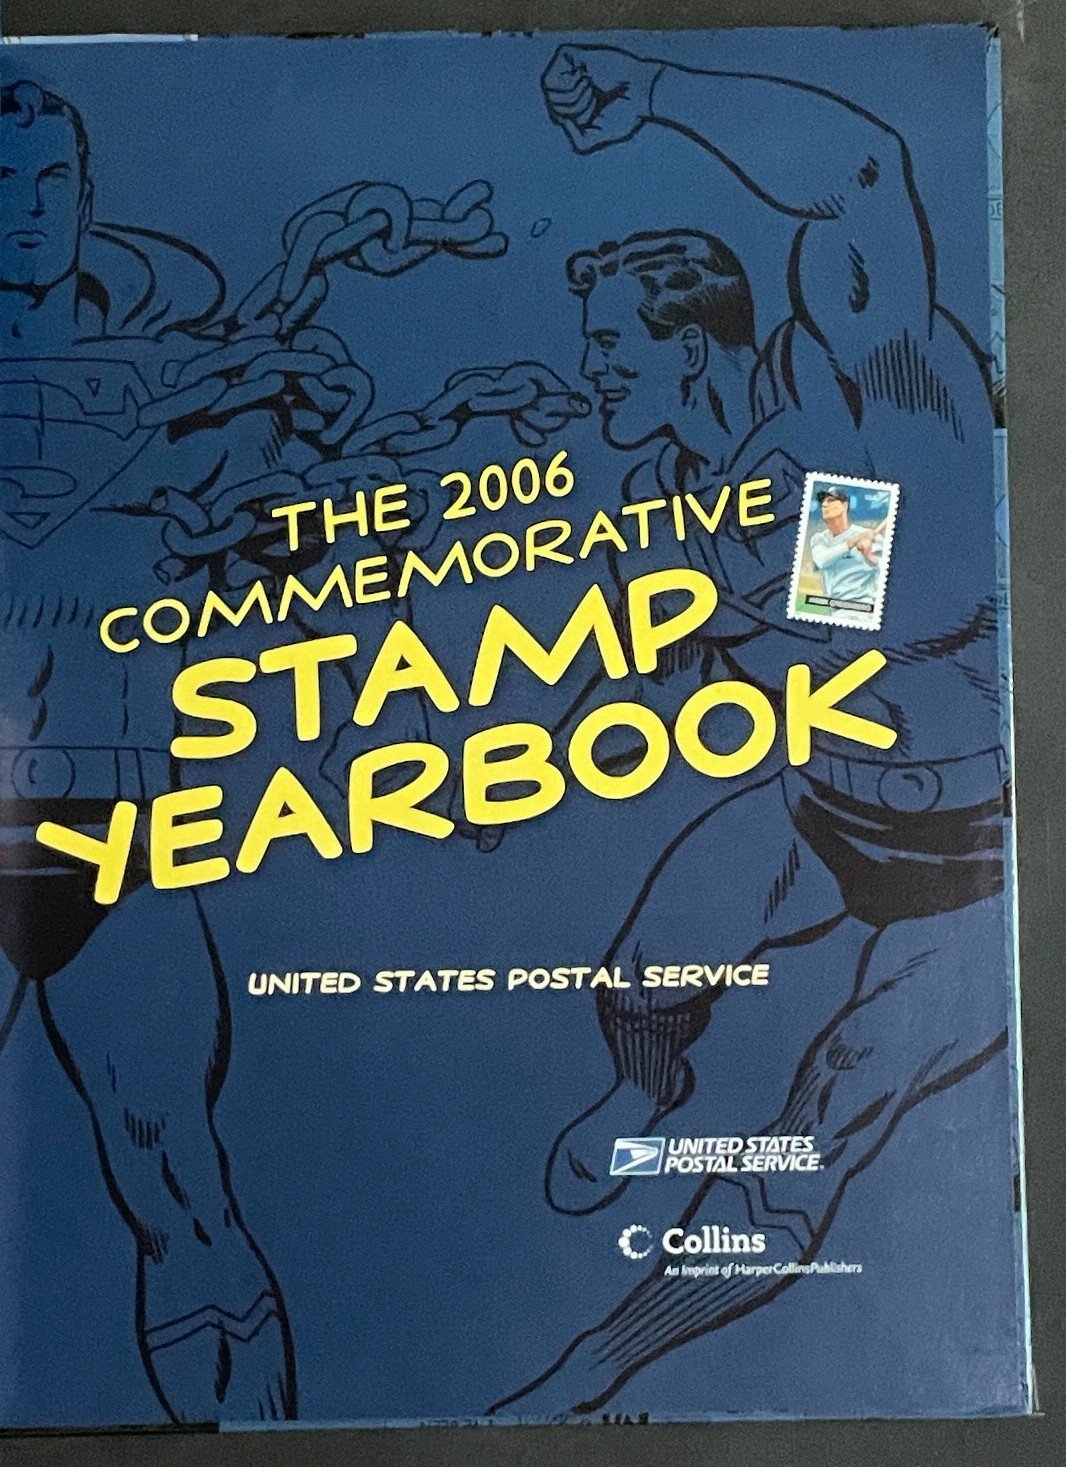 THE 2006
COMMEMORATIVE
STAMP
YEARBOOK
UNITED STATES POSTAL SERVICE
UNITED STATES
POSTAL SERVICE
Collins
An Imprint of HarperCollinsPublishers